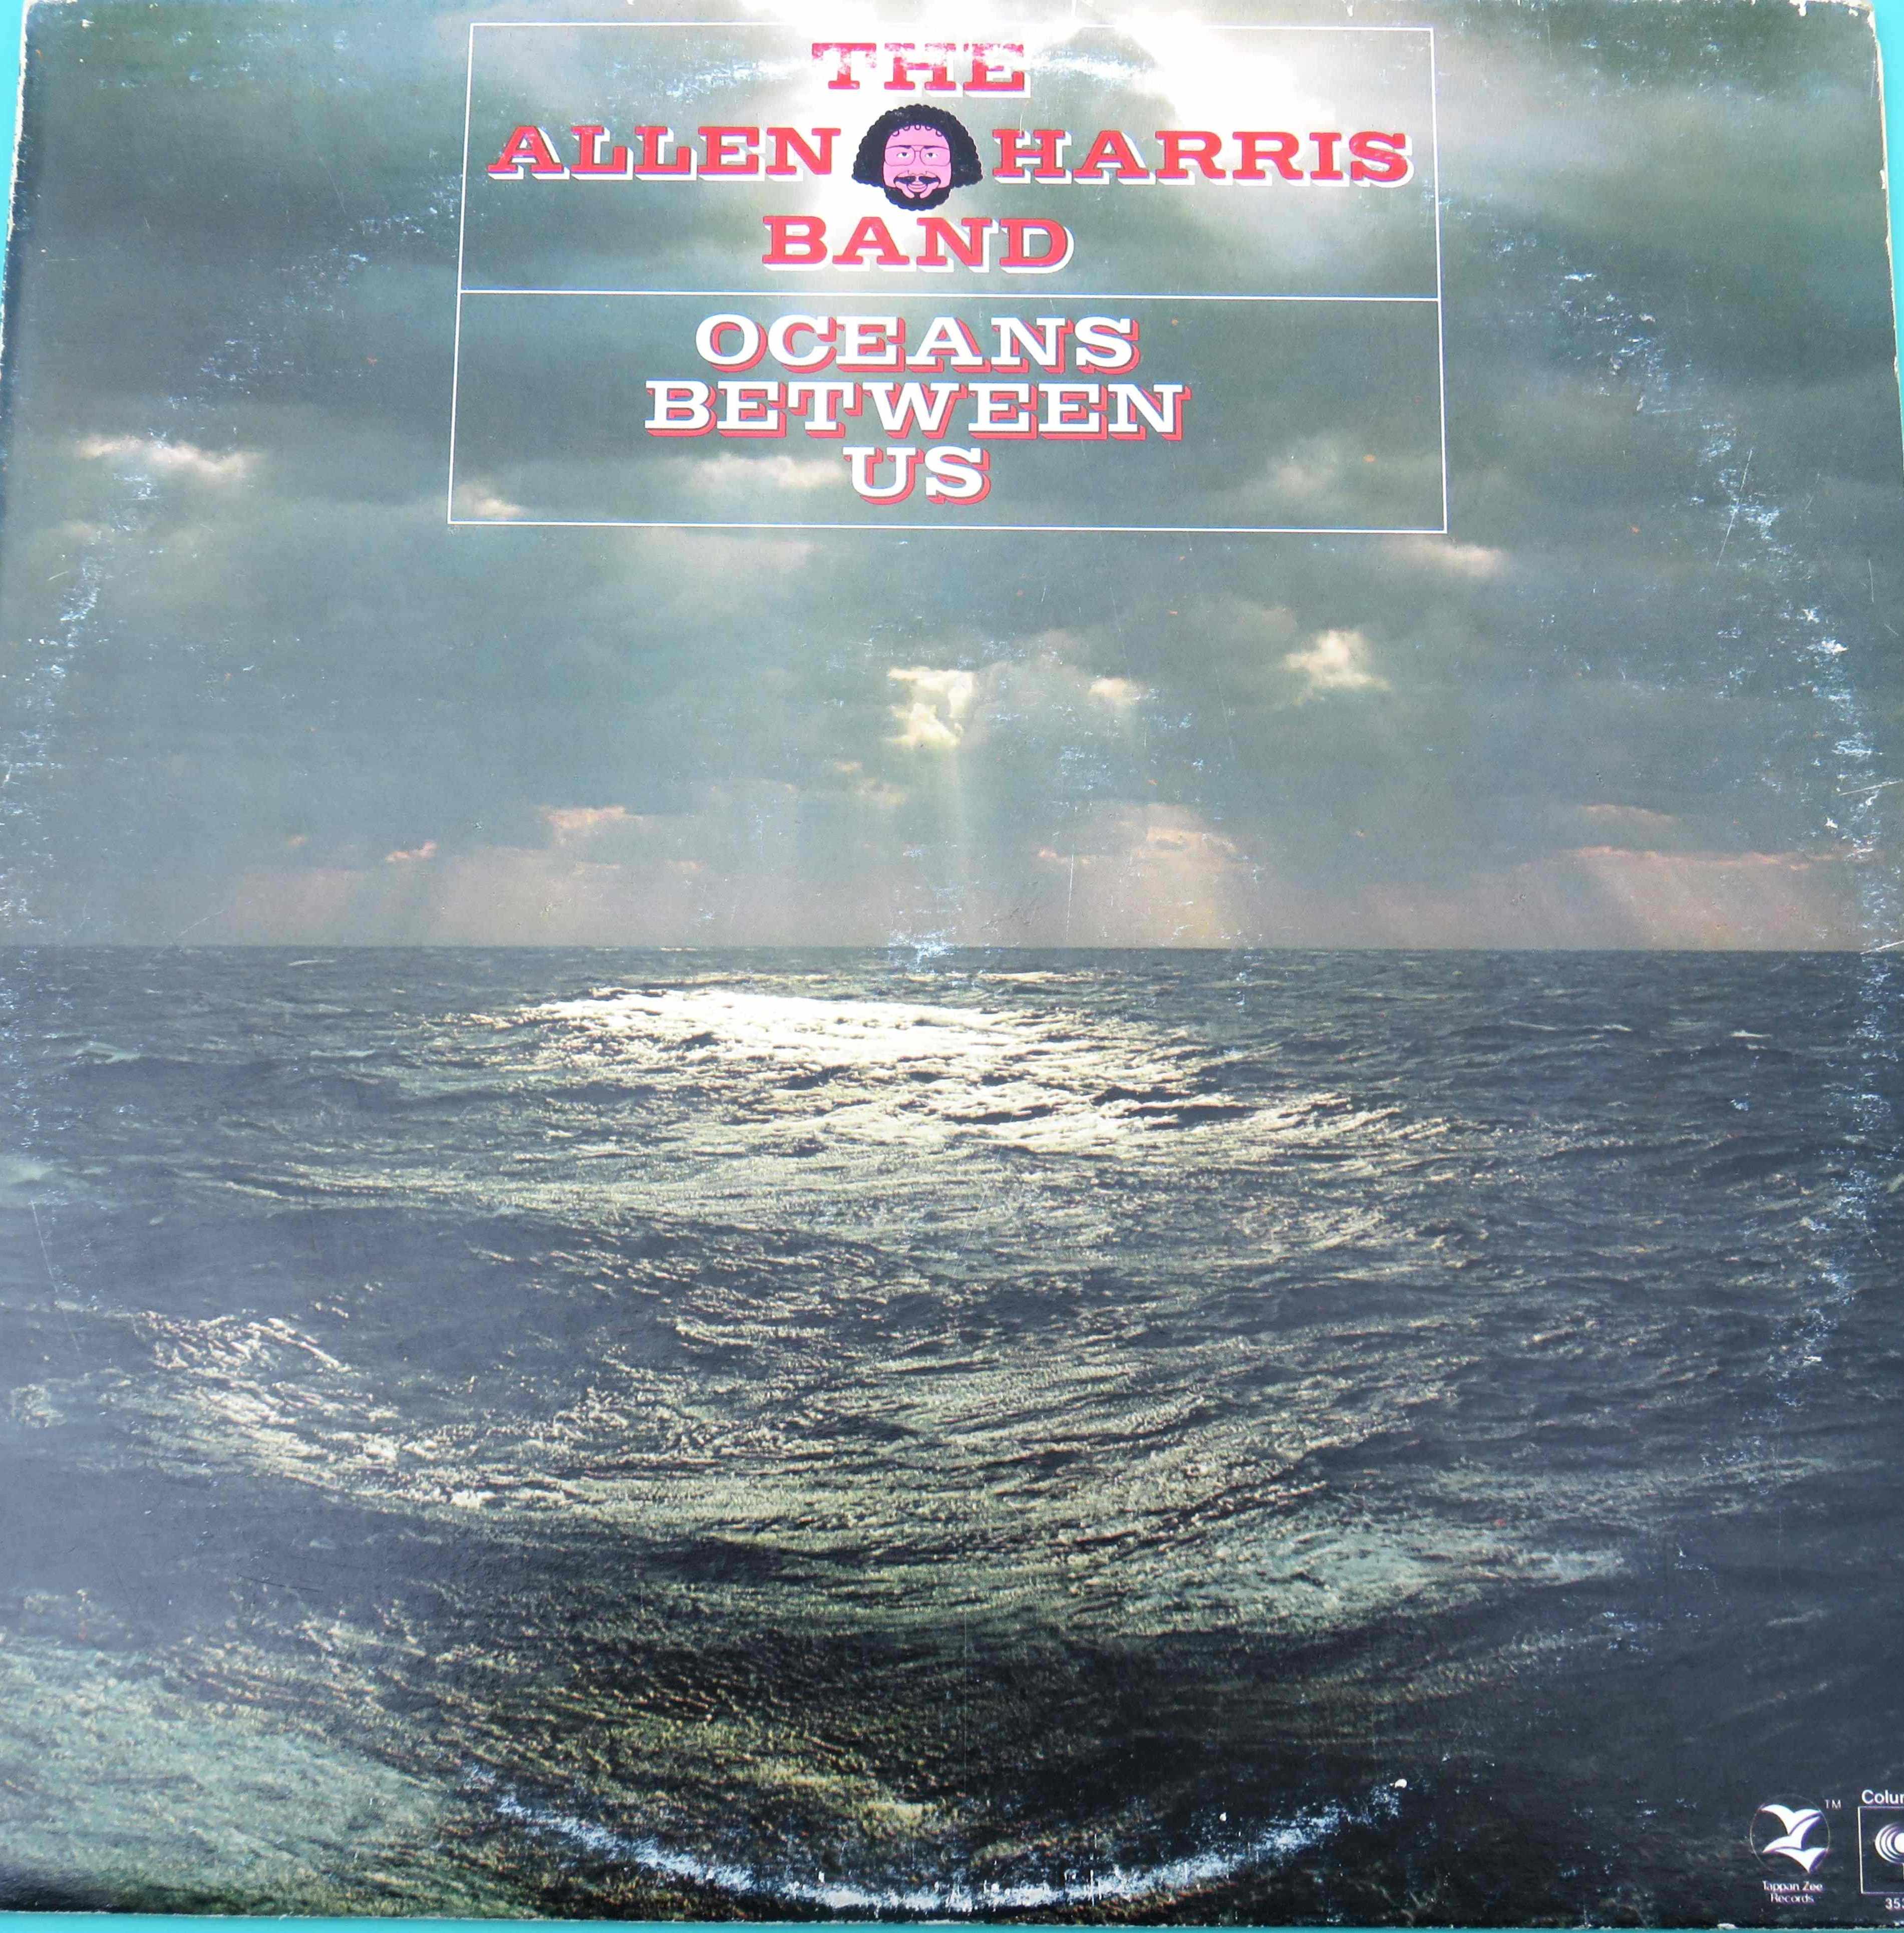 THE
ALLEN HARRIS
BAND
OCEANS
BETWEEN
US
TM
Tappan Zee
Records